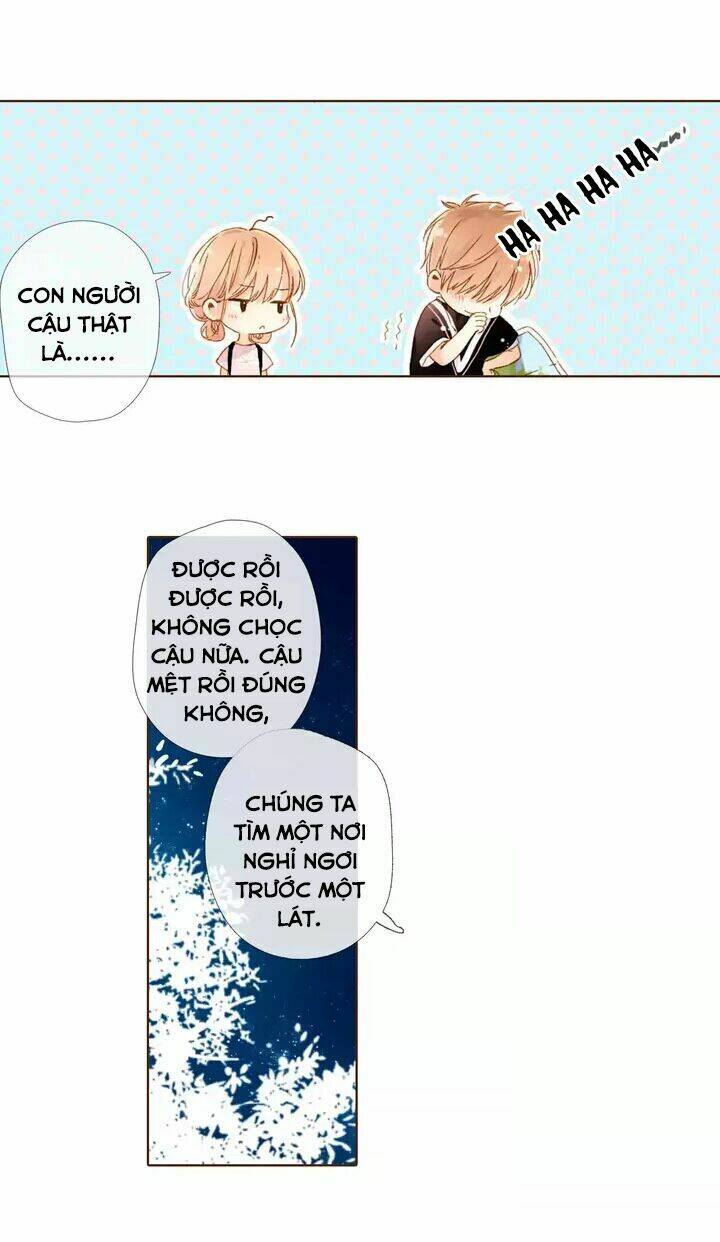 HA HA HA HA
CON NGƯỜI
CẬU THẬT
LÀ......
ĐƯỢC RỒI
ĐƯỢC RỒI,
KHÔNG CHỌC
CẬU NỮA. CẬU
MỆT RỒI ĐÚNG
KHÔNG,
CHÚNG TA
TÌM MỘT NƠI
NGHỈ NGƠI
TRƯỚC MỘT
LÁT.